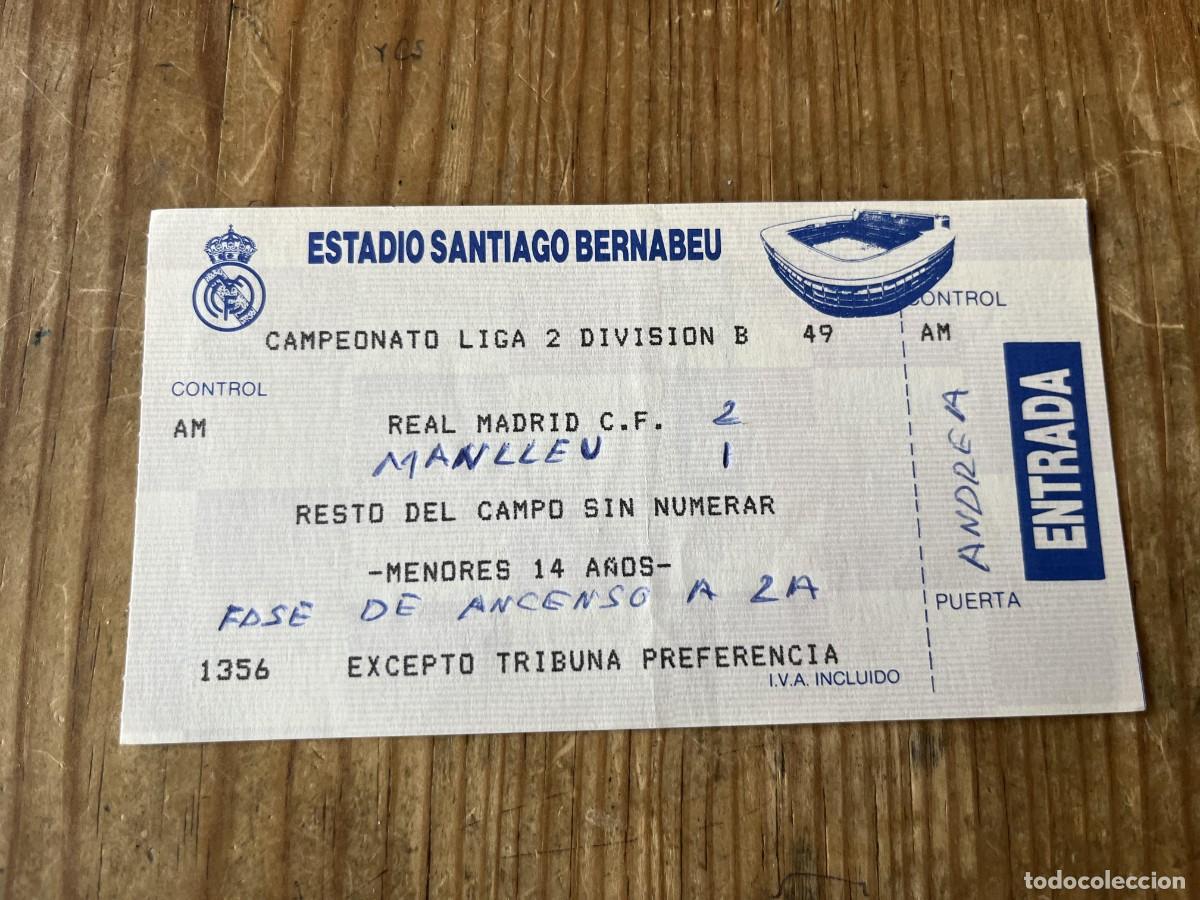 YCS
ESTADIO SANTIAGO BERNABEU
CONTROL
CAMPEONATO LIGA 2 DIVISION B 49 AM
CONTROL
AM
REAL MADRID C.F. 2
MANLLEU 1
RESTO DEL CAMPO SIN NUMERAR
-MENORES 14 AÑOS-
FASE DE ANCENSO A 2A
1356 EXCEPTO TRIBUNA PREFERENCIA
I.V.A. INCLUIDO
ANDREA
PUERTA
ENTRADA
todocoleccion